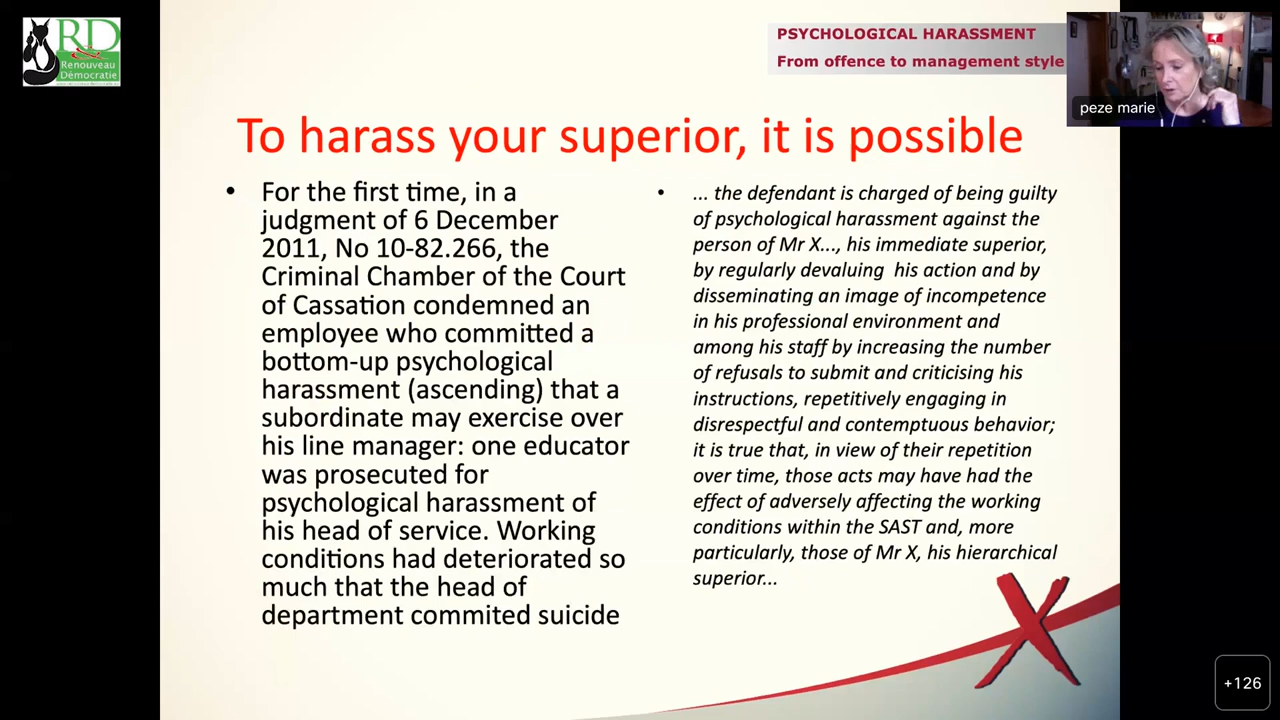 RD
&
Renouveau
Démocratie
PSYCHOLOGICAL HARASSMENT
From offence to management style
peze marie
To harass your superior, it is possible
• For the first time, in a
judgment of 6 December
2011, No 10-82.266, the
Criminal Chamber of the Court
of Cassation condemned an
employee who committed a
bottom-up psychological
harassment (ascending) that a
subordinate may exercise over
his line manager: one educator
was prosecuted for
psychological harassment of
his head of service. Working
conditions had deteriorated so
much that the head of
department commited suicide
• ... the defendant is charged of being guilty
of psychological harassment against the
person of Mr X..., his immediate superior,
by regularly devaluing his action and by
disseminating an image of incompetence
in his professional environment and
among his staff by increasing the number
of refusals to submit and criticising his
instructions, repetitively engaging in
disrespectful and contemptuous behavior;
it is true that, in view of their repetition
over time, those acts may have had the
effect of adversely affecting the working
conditions within the SAST and, more
particularly, those of Mr X, his hierarchical
superior...
+126